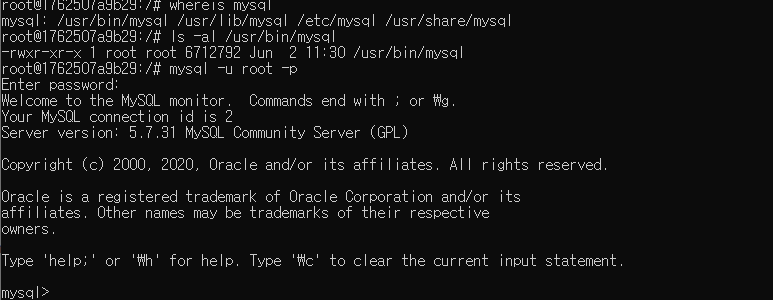 root@1762507a9b29:/# whereis mysql
mysql: /usr/bin/mysql /usr/lib/mysql /etc/mysql /usr/share/mysql
root@1762507a9b29:/# ls -al /usr/bin/mysql
-rwxr-xr-x 1 root root 6712792 Jun  2 11:30 /usr/bin/mysql
root@1762507a9b29:/# mysql -u root -p
Enter password:
Welcome to the MySQL monitor.  Commands end with ; or ₩g.
Your MySQL connection id is 2
Server version: 5.7.31 MySQL Community Server (GPL)
Copyright (c) 2000, 2020, Oracle and/or its affiliates. All rights reserved.
Oracle is a registered trademark of Oracle Corporation and/or its
affiliates. Other names may be trademarks of their respective
owners.
Type 'help;' or '₩h' for help. Type '₩c' to clear the current input statement.
mysql>